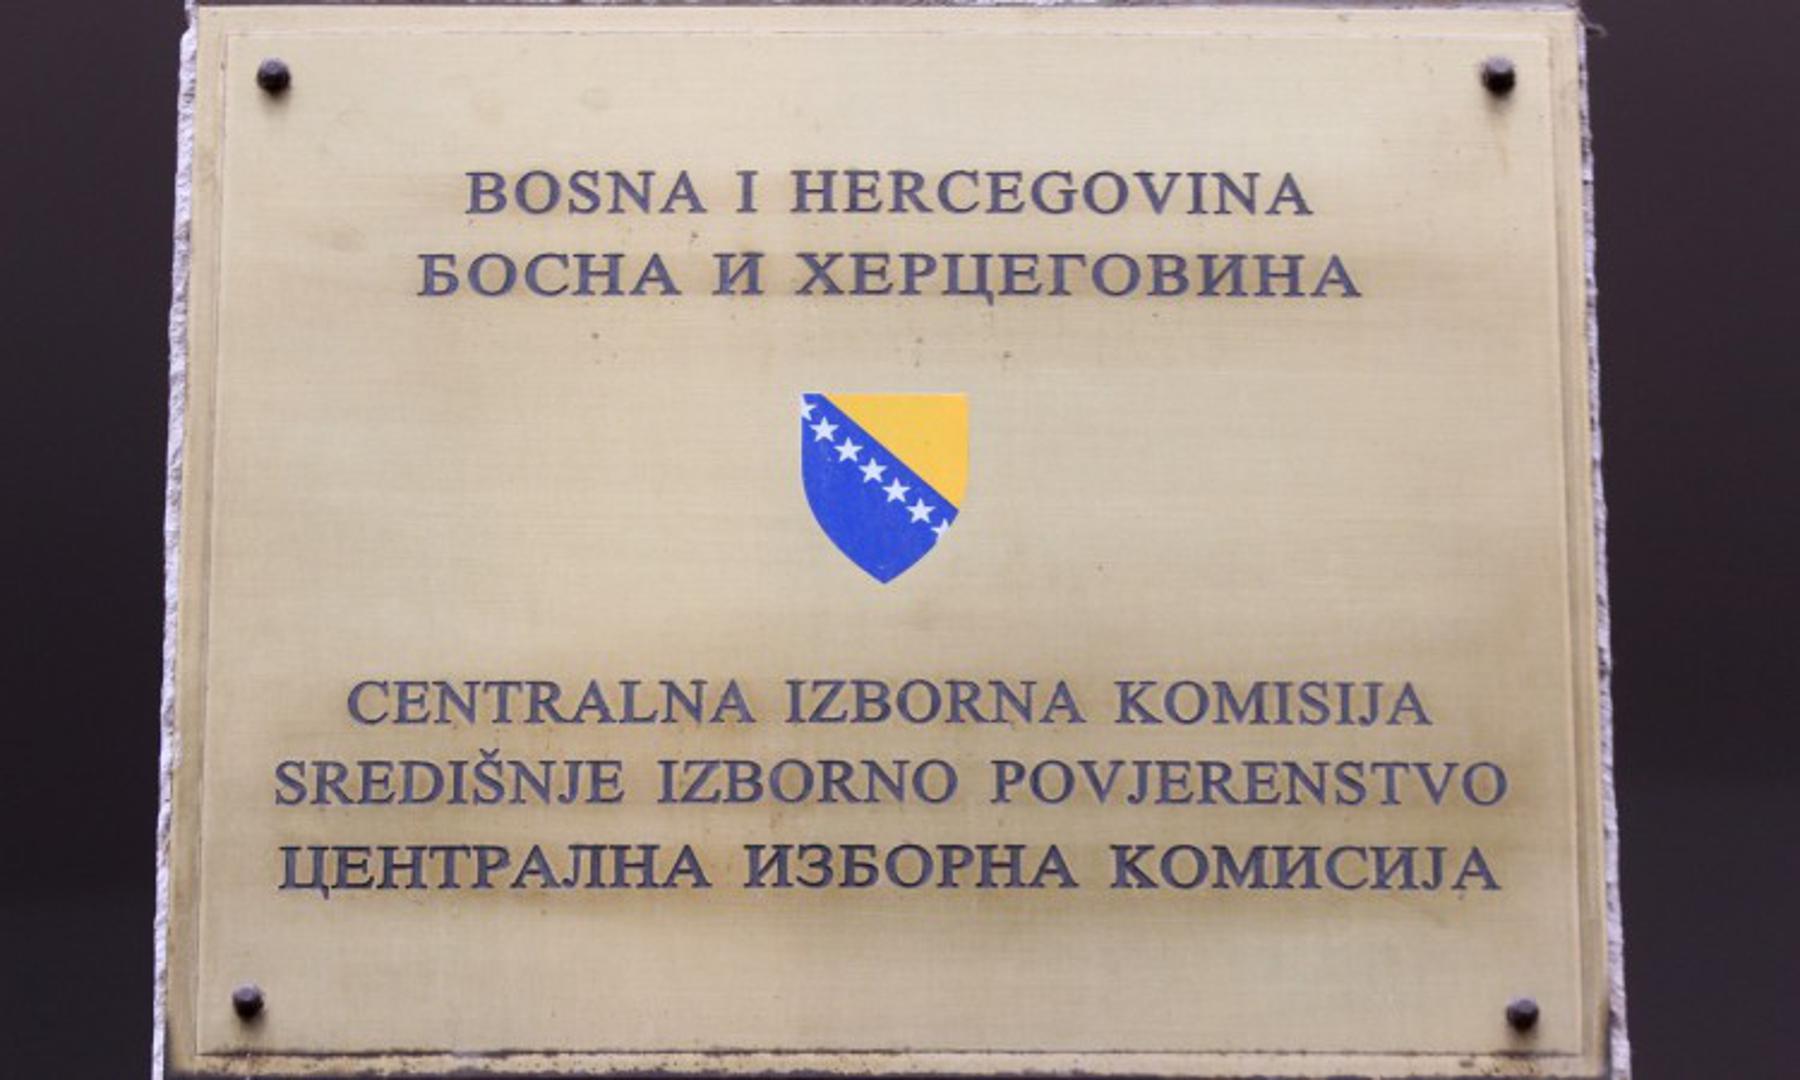 BOSNA I HERCEGOVINA
БОСНА И ХЕРЦЕГОВИНА
CENTRALNA IZBORNA KOMISIJA
SREDIŠNJE IZBORNO POVJERENSTVO
ЦЕНТРАЛНА ИЗБОРНА КОМИСИЈА